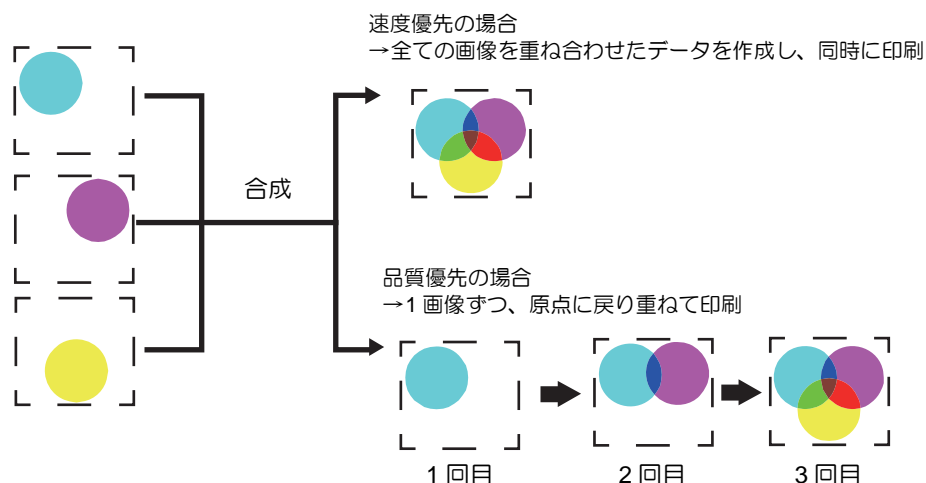 速度優先の場合
→全ての画像を重ね合わせたデータを作成し、同時に印刷
合成
品質優先の場合
→1 画像ずつ、原点に戻り重ねて印刷
1 回目
2 回目
3 回目